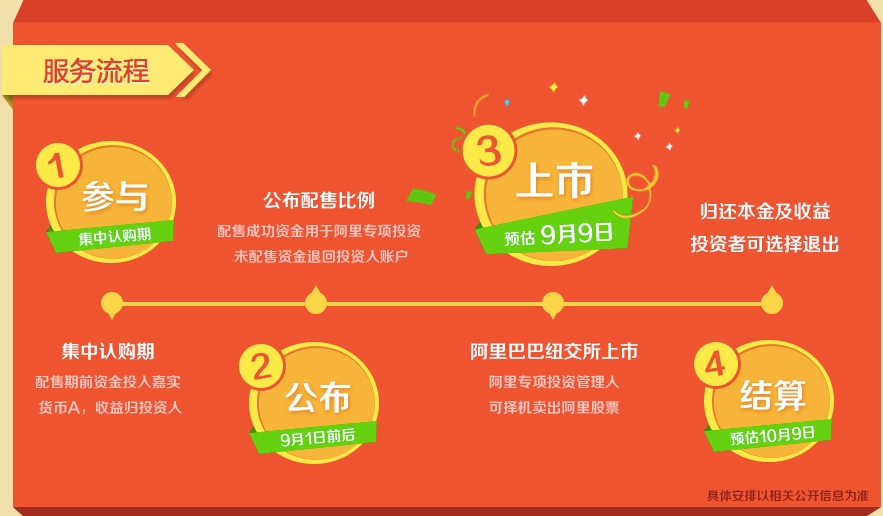 服务流程
1
参与
集中认购期
集中认购期
配售期前资金投入嘉实
货币A，收益归投资人
公布配售比例
配售成功资金用于阿里专项投资
未配售资金退回投资人账户
2
公布
9月1日前后
3
上市
预估 9月9日
阿里巴巴纽交所上市
阿里专项投资管理人
可择机卖出阿里股票
归还本金及收益
投资者可选择退出
4
结算
预估10月9日
具体安排以相关公开信息为准